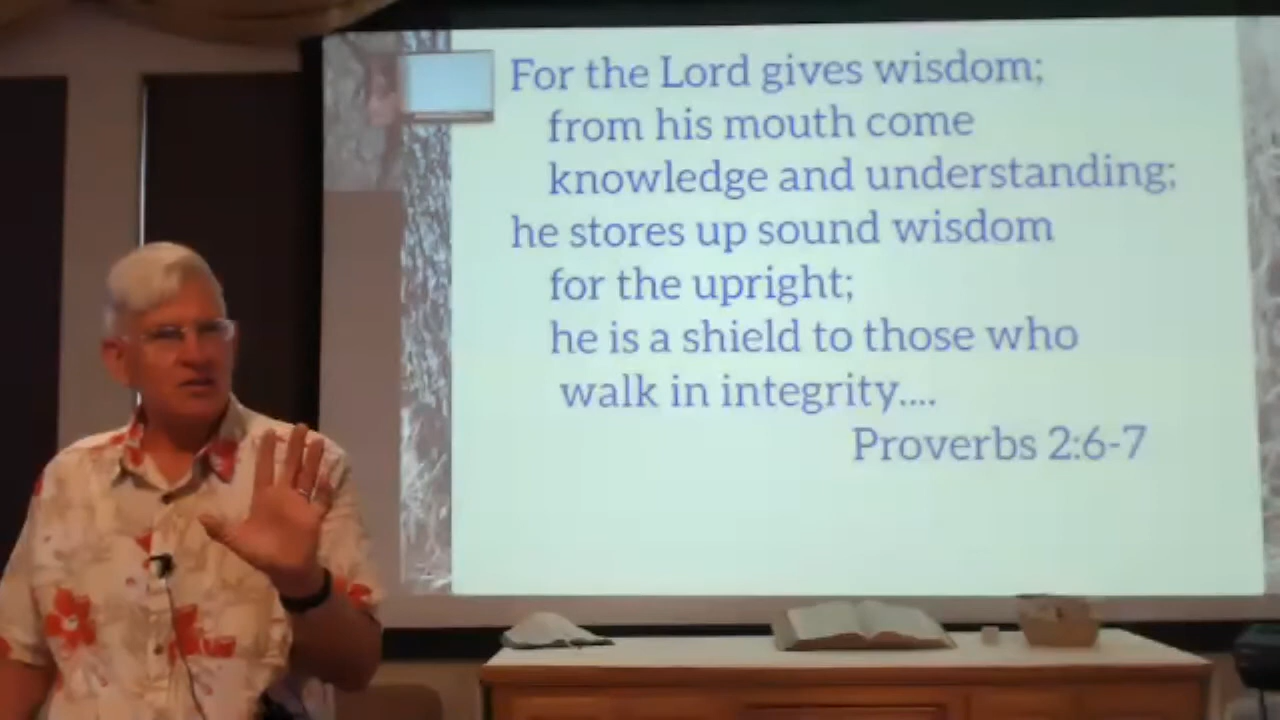 For the Lord gives wisdom;
from his mouth come
knowledge and understanding;
he stores up sound wisdom
for the upright;
he is a shield to those who
walk in integrity....
Proverbs 2:6-7